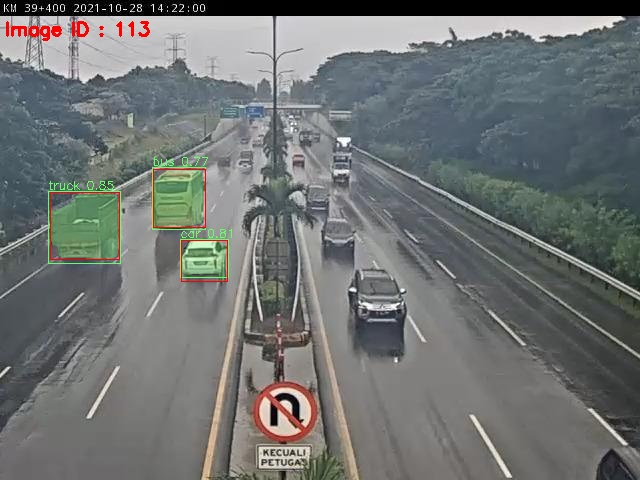 KM 39+400 2021-10-28 14:22:00
Image ID : 113
bus 0.77
truck 0.85
car 0.81
KECUALI
PETUGAS